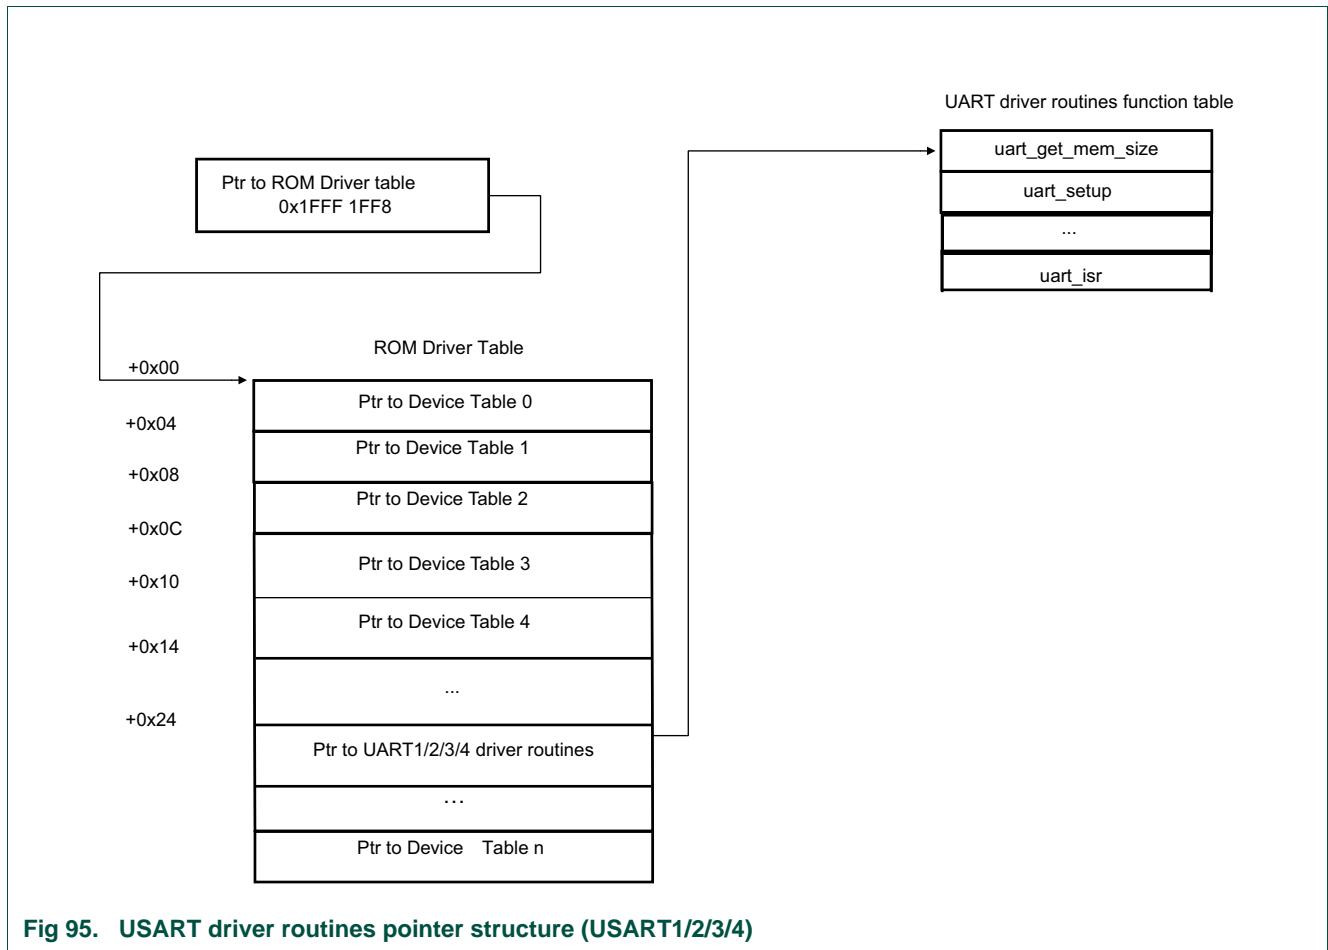 UART driver routines function table
uart_get_mem_size
uart_setup
...
uart_isr
Ptr to ROM Driver table
0x1FFF 1FF8
ROM Driver Table
+0x00
Ptr to Device Table 0
+0x04
Ptr to Device Table 1
+0x08
Ptr to Device Table 2
+0x0C
Ptr to Device Table 3
+0x10
Ptr to Device Table 4
+0x14
...
+0x24
Ptr to UART1/2/3/4 driver routines
...
Ptr to Device Table n
Fig 95. USART driver routines pointer structure (USART1/2/3/4)